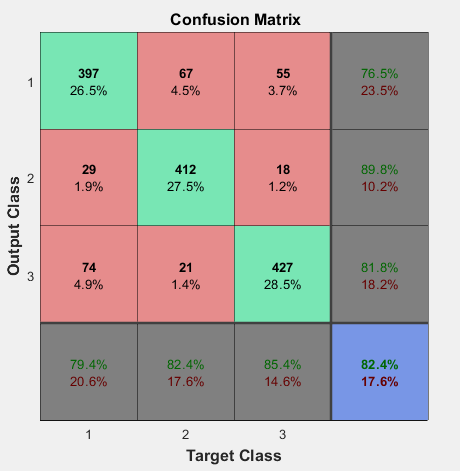 Confusion Matrix
397 67 55 76.5%
1 26.5% 4.5% 3.7% 23.5%
29 412 18 89.8%
2 1.9% 27.5% 1.2% 10.2%
74 21 427 81.8%
3 4.9% 1.4% 28.5% 18.2%
79.4% 82.4% 85.4% 82.4%
20.6% 17.6% 14.6% 17.6%
1 2 3
Target Class
Output Class